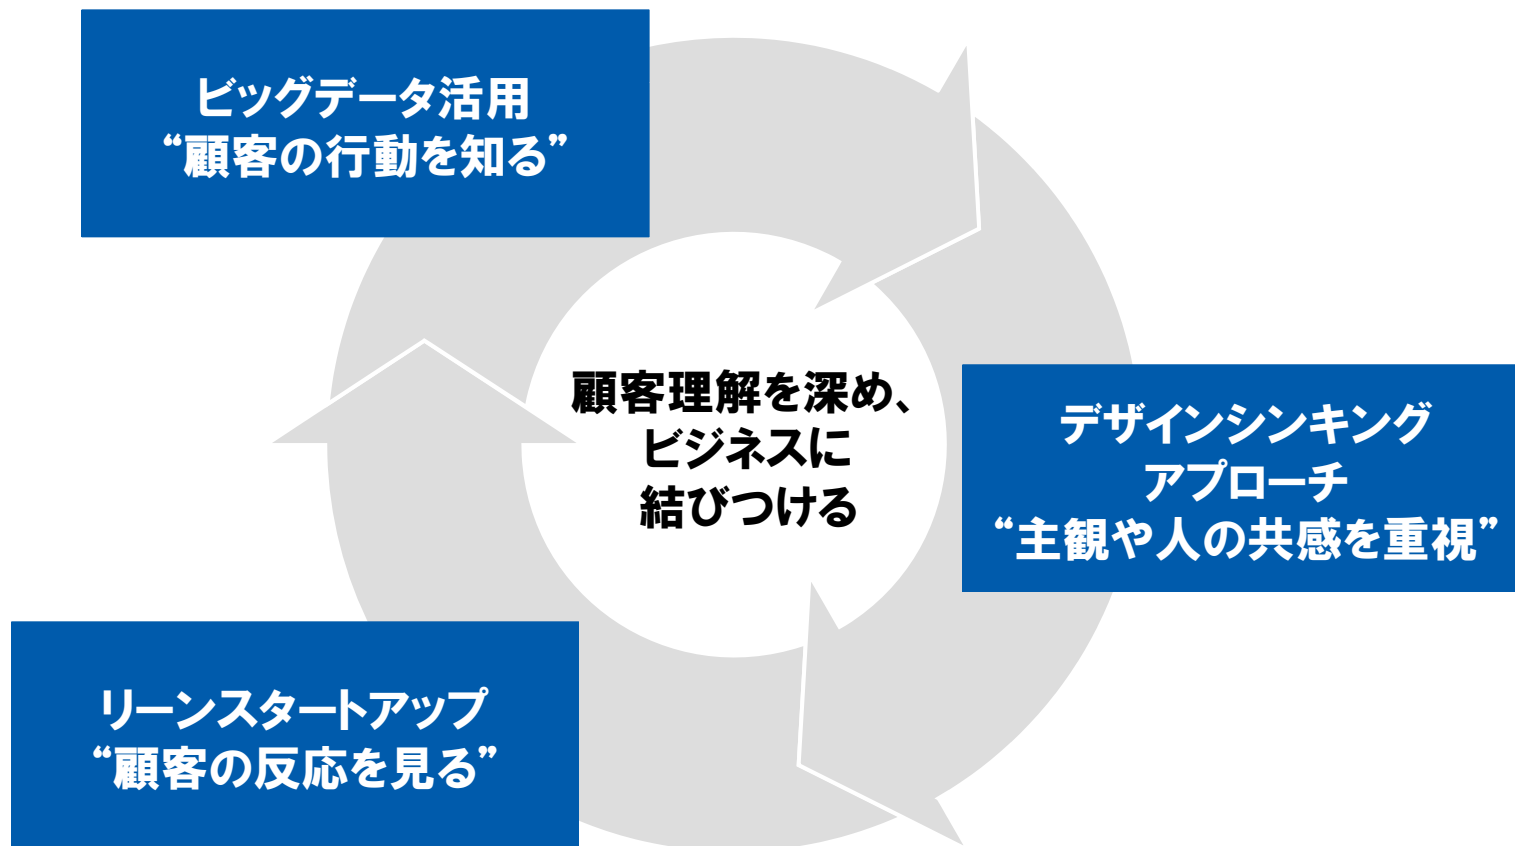 ビッグデータ活用
“顧客の行動を知る”
顧客理解を深め、
ビジネスに
結びつける
デザインシンキング
アプローチ
“主観や人の共感を重視”
リーンスタートアップ
“顧客の反応を見る”